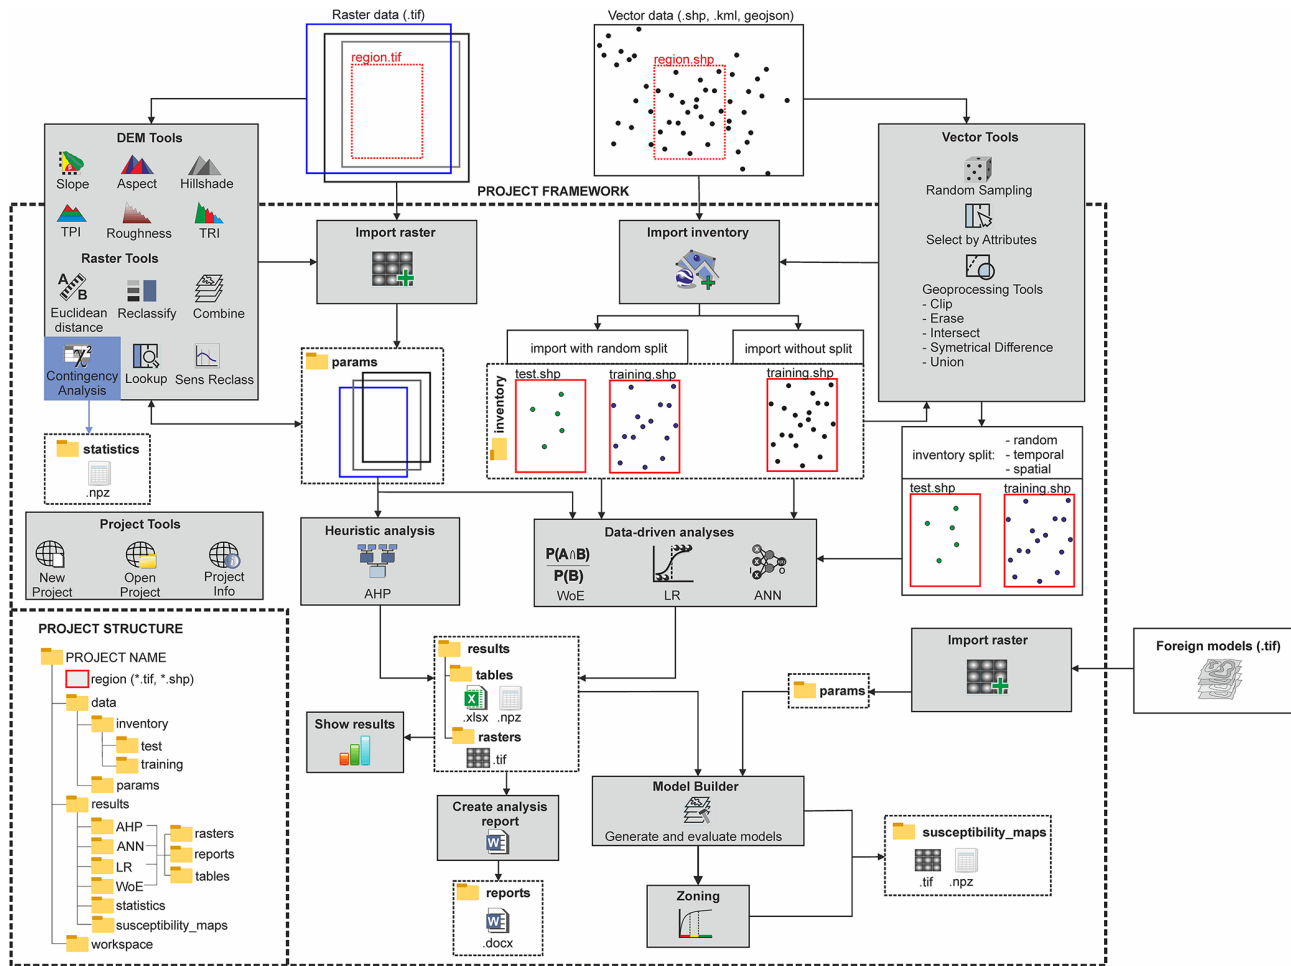 Raster data (.tif)
Vector data (.shp, .kml, geojson)
region.tif
region.shp
DEM Tools
Slope
Aspect
Hillshade
TPI
Roughness
TRI
Raster Tools
A
B
Euclidean
distance
Reclassify
Combine
χ²
Contingency
Analysis
Lookup
Sens Reclass
statistics
.npz
PROJECT FRAMEWORK
Import raster
Import inventory
Vector Tools
Random Sampling
Select by Attributes
Geoprocessing Tools
- Clip
- Erase
- Intersect
- Symetrical Difference
- Union
import with random split
import without split
params
inventory
test.shp
training.shp
training.shp
inventory split:
- random
- temporal
- spatial
test.shp
training.shp
Project Tools
New
Project
Open
Project
Project
Info
Heuristic analysis
AHP
Data-driven analyses
P(A∩B)
P(B)
WoE
LR
I
O
ANN
PROJECT STRUCTURE
PROJECT NAME
region (*.tif, *.shp)
data
inventory
test
training
params
results
AHP
ANN
LR
WoE
rasters
reports
tables
statistics
susceptibility_maps
workspace
results
tables
.xlsx
.npz
rasters
.tif
Show results
Create analysis
report
reports
.docx
Import raster
Foreign models (.tif)
params
Model Builder
Generate and evaluate models
Zoning
susceptibility_maps
.tif
.npz